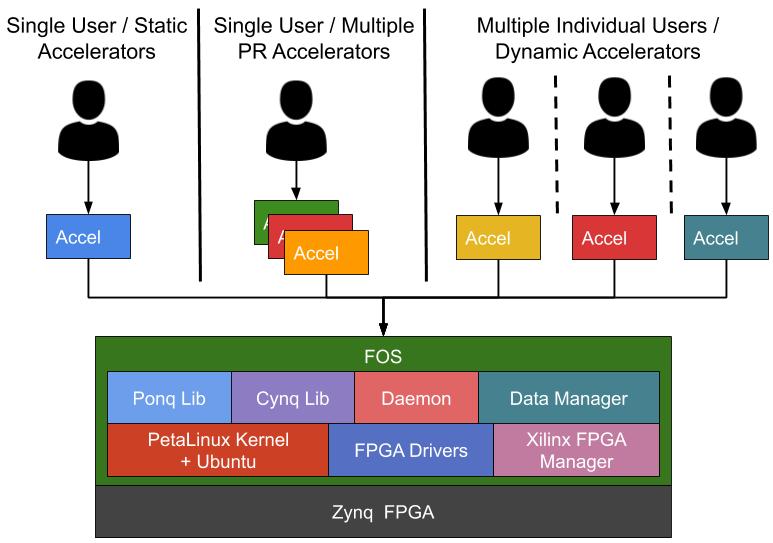 Single User / Static
Accelerators
Single User / Multiple
PR Accelerators
Multiple Individual Users /
Dynamic Accelerators
Accel
A
Accel
Accel
Accel
Accel
FOS
Ponq Lib
Cynq Lib
Daemon
Data Manager
PetaLinux Kernel
+ Ubuntu
FPGA Drivers
Xilinx FPGA
Manager
Zynq FPGA